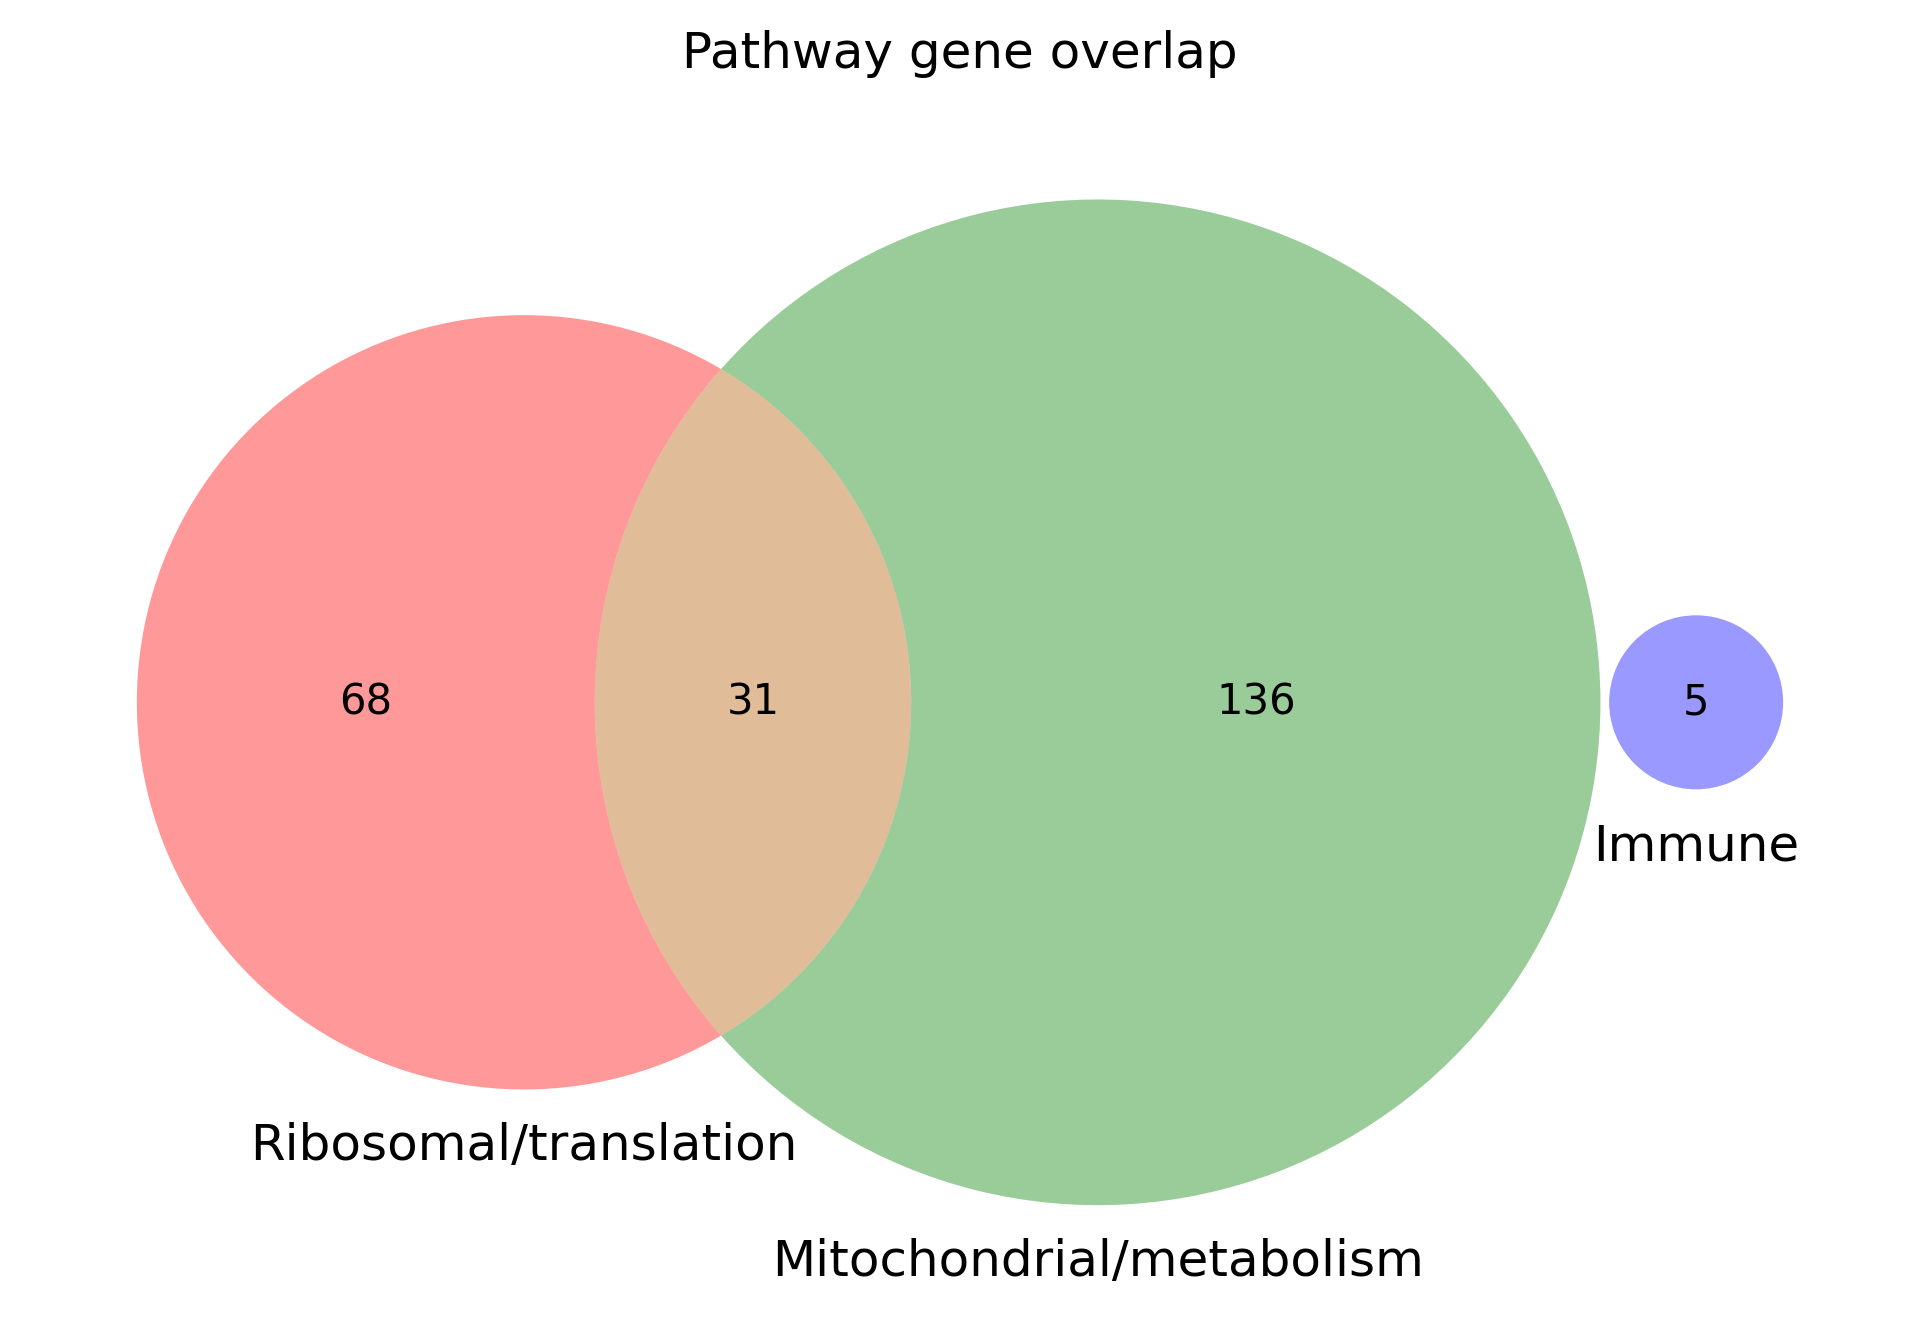 Pathway gene overlap
68
31
136
5
Immune
Ribosomal/translation
Mitochondrial/metabolism